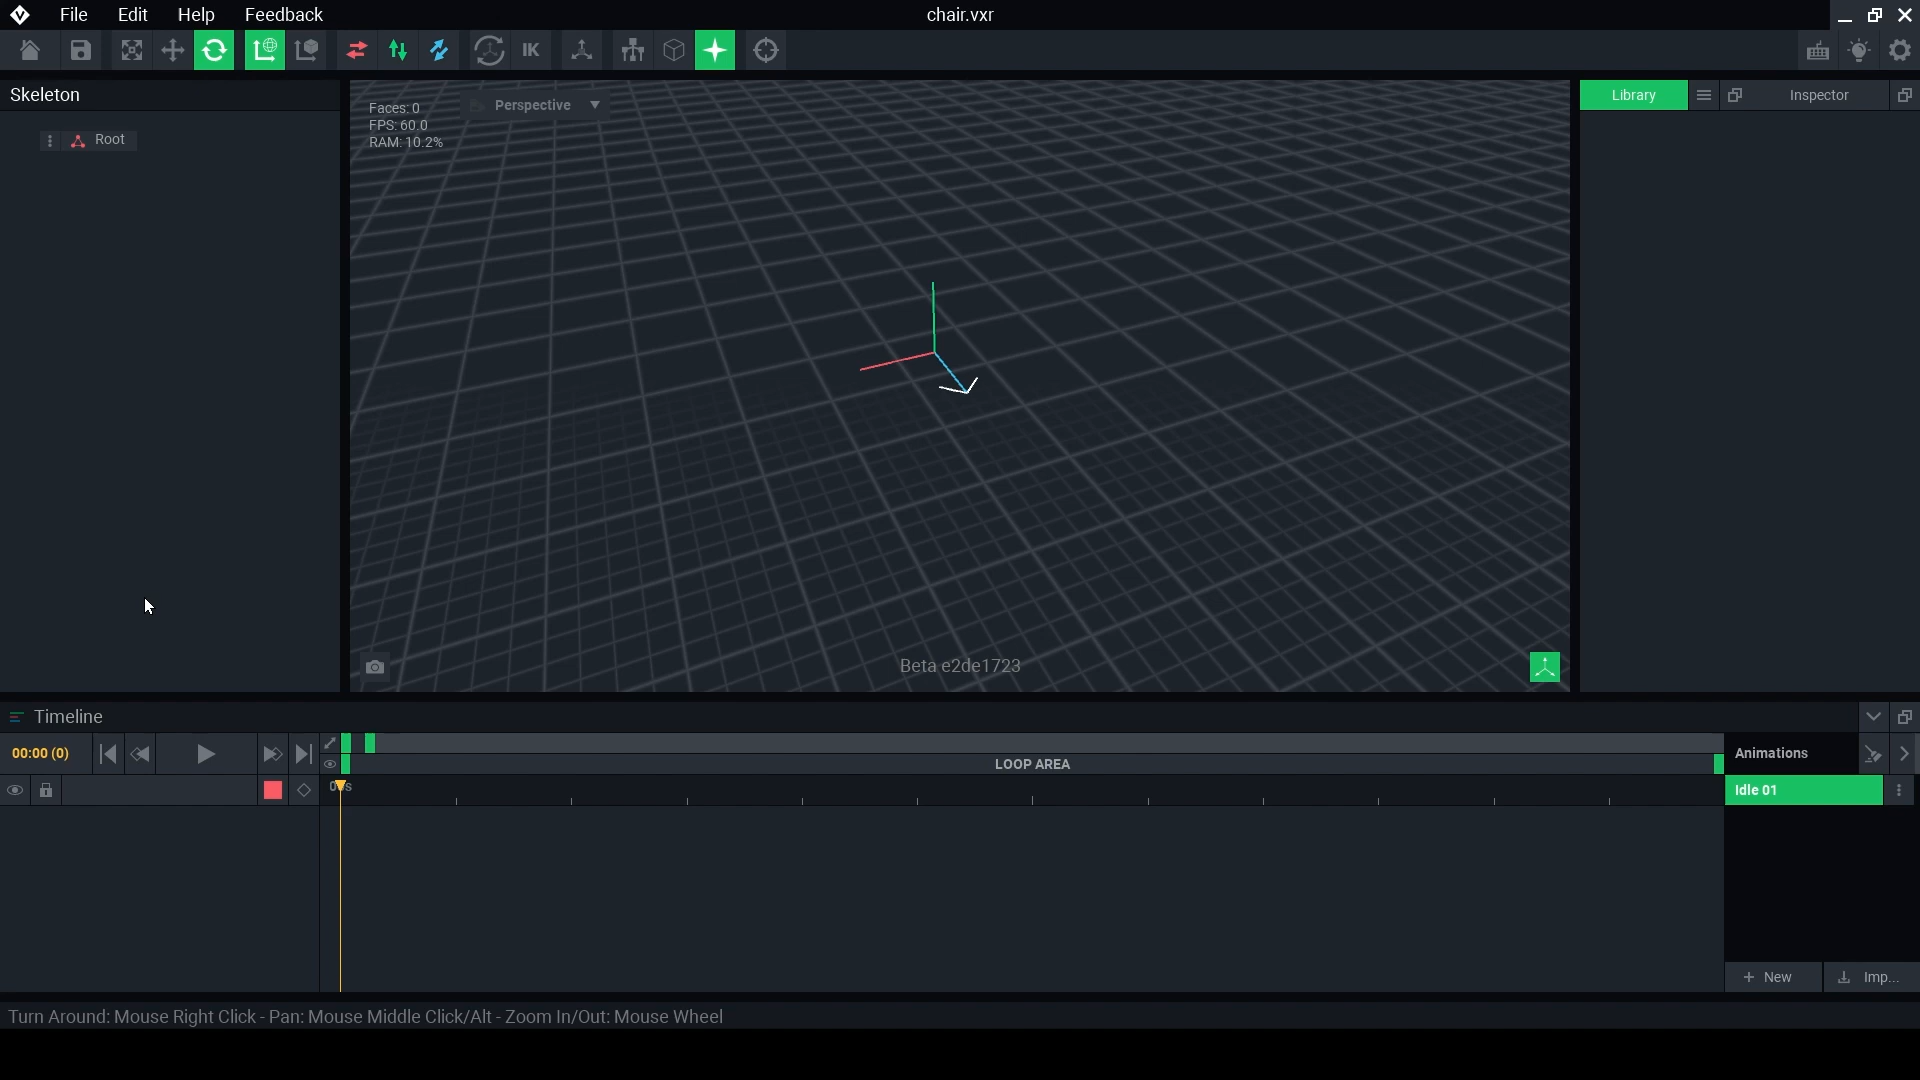 File Edit Help Feedback
chair.vxr
IK
Skeleton
Root
Faces: 0
FPS: 60.0
RAM: 10.2%
Perspective
Library
Inspector
Beta e2de1723
Timeline
00:00 (0)
LOOP AREA
Animations
Idle 01
New
Imp...
Turn Around: Mouse Right Click - Pan: Mouse Middle Click/Alt - Zoom In/Out: Mouse Wheel